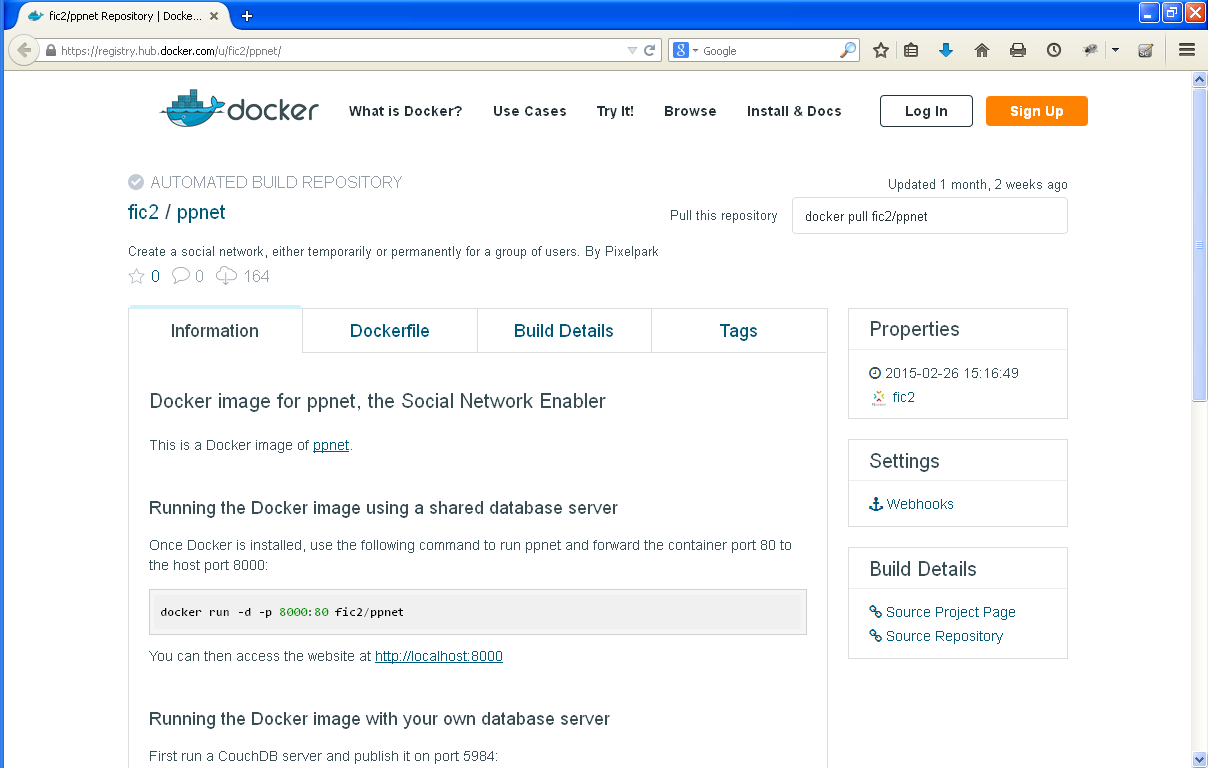 fic2/ppnet Repository | Docke...
https://registry.hub.docker.com/u/fic2/ppnet/
8 Google
docker
What is Docker?
Use Cases
Try It!
Browse
Install & Docs
Log In
Sign Up
AUTOMATED BUILD REPOSITORY
Updated 1 month, 2 weeks ago
fic2 / ppnet
Pull this repository
docker pull fic2/ppnet
Create a social network, either temporarily or permanently for a group of users. By Pixelpark
0 0 164
Information
Dockerfile
Build Details
Tags
Docker image for ppnet, the Social Network Enabler
This is a Docker image of ppnet.
Running the Docker image using a shared database server
Once Docker is installed, use the following command to run ppnet and forward the container port 80 to
the host port 8000:
docker run -d -p 8000:80 fic2/ppnet
You can then access the website at http://localhost:8000
Running the Docker image with your own database server
First run a CouchDB server and publish it on port 5984:
Properties
2015-02-26 15:16:49
fic2
Settings
Webhooks
Build Details
Source Project Page
Source Repository